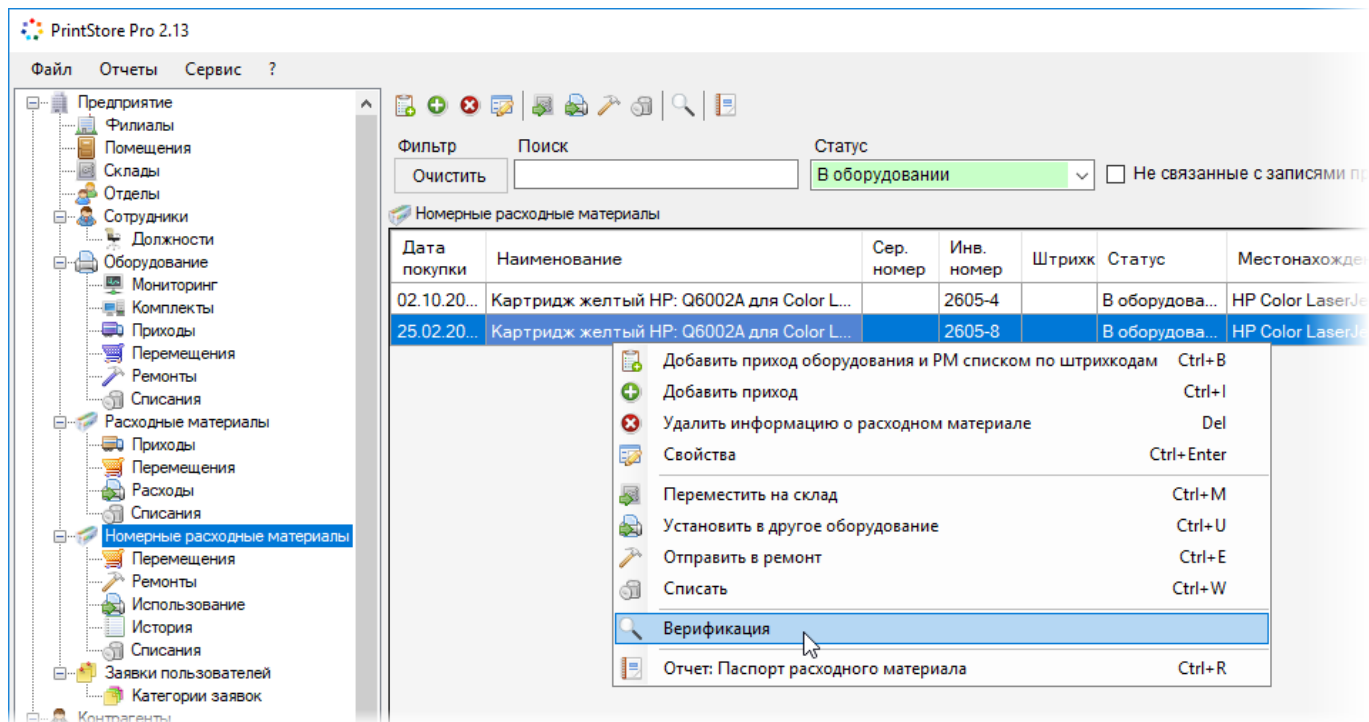 PrintStore Pro 2.13
Файл Отчеты Сервис ?
Предприятие
Филиалы
Помещения
Склады
Отделы
Сотрудники
Должности
Оборудование
Мониторинг
Комплекты
Приходы
Перемещения
Ремонты
Списания
Расходные материалы
Приходы
Перемещения
Расходы
Списания
Номерные расходные материалы
Перемещения
Ремонты
Использование
История
Списания
Заявки пользователей
Категории заявок
Контрагенты
Фильтр Поиск Статус
Очистить В оборудовании Не связанные с записями
Номерные расходные материалы
Дата покупки Наименование Сер. номер Инв. номер Штрихк Статус Местонахожде
02.10.20... Картридж желтый HP: Q6002A для Color L... 2605-4 В оборудова... HP Color LaserJe
25.02.20... Картридж желтый HP: Q6002A для Color L... 2605-8 В оборудова... HP Color LaserJe
Добавить приход оборудования и РМ списком по штрихкодам Ctrl+B
Добавить приход Ctrl+I
Удалить информацию о расходном материале Del
Свойства Ctrl+Enter
Переместить на склад Ctrl+M
Установить в другое оборудование Ctrl+U
Отправить в ремонт Ctrl+E
Списать Ctrl+W
Верификация
Отчет: Паспорт расходного материала Ctrl+R